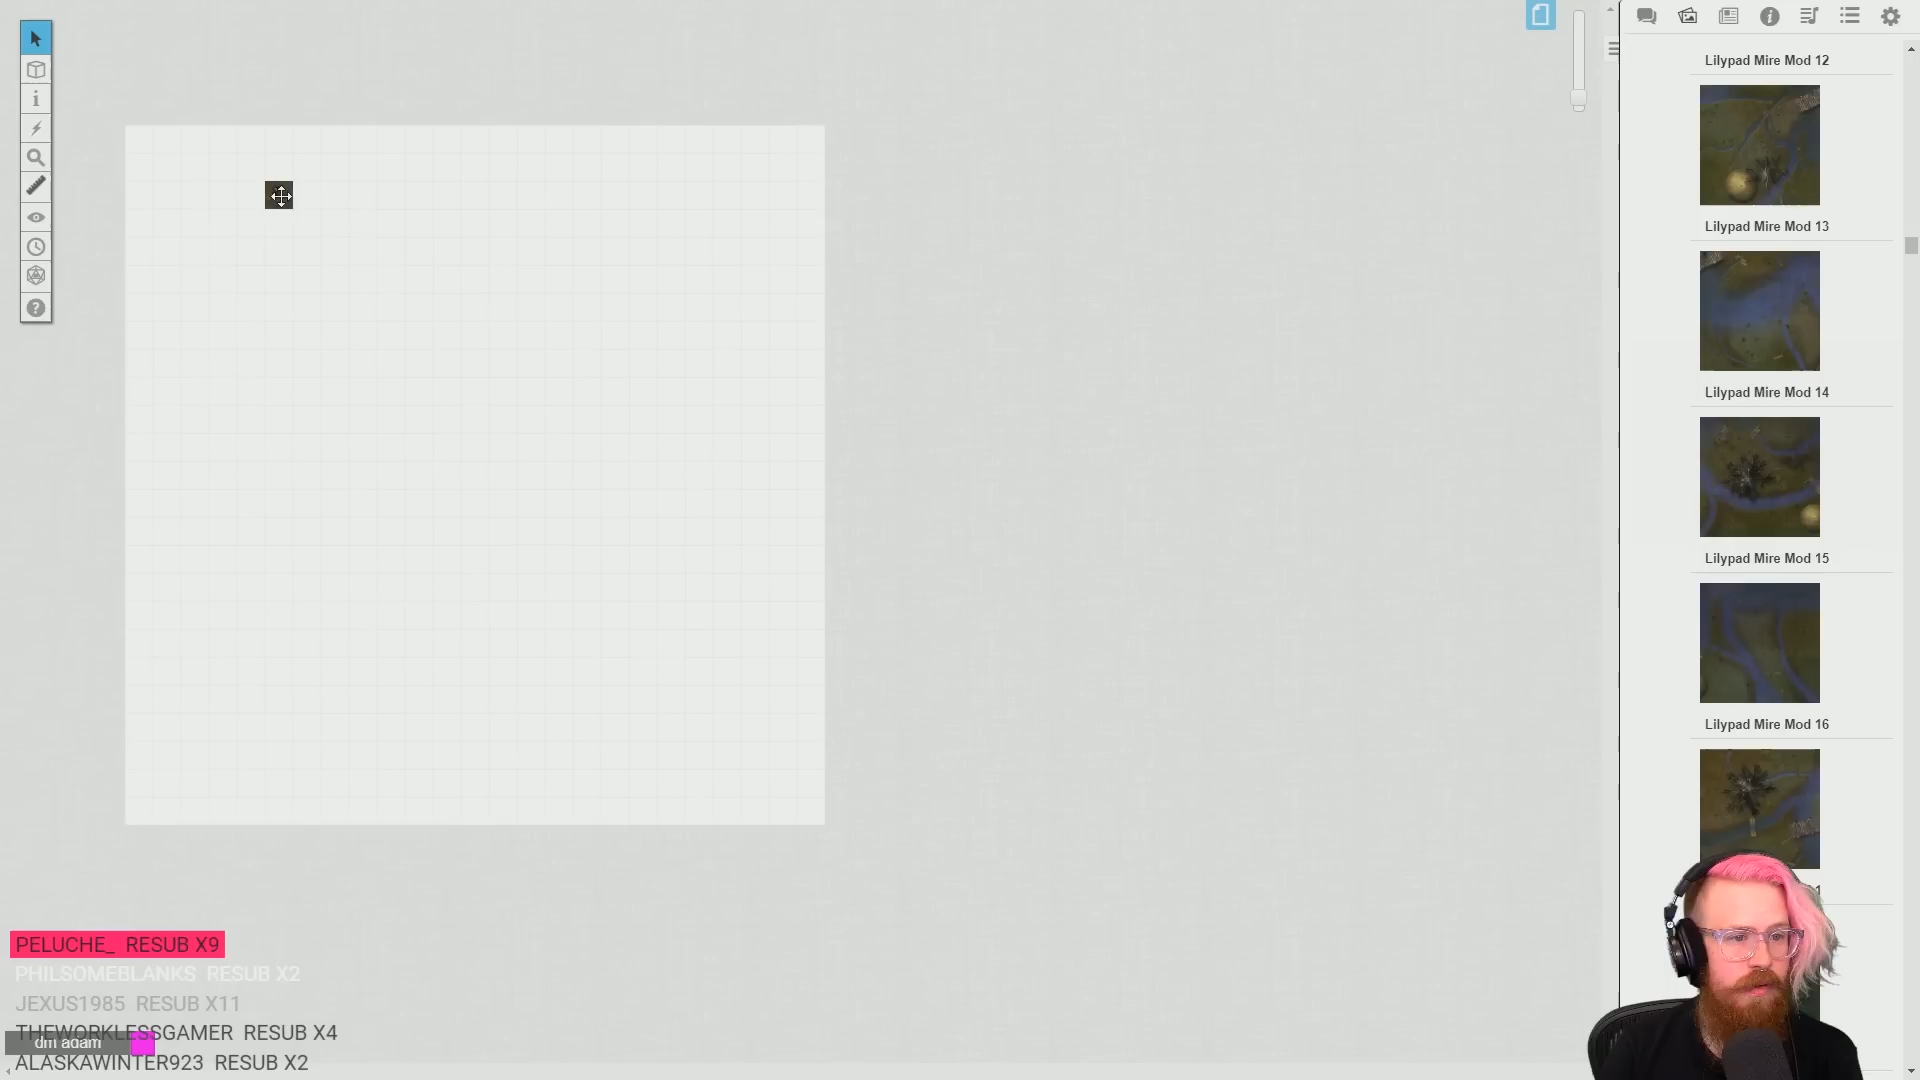 Lilypad Mire Mod 12
Lilypad Mire Mod 13
Lilypad Mire Mod 14
Lilypad Mire Mod 15
Lilypad Mire Mod 16
PELUCHE_ RESUB X9
PHILSOMEBLANKS RESUB X2
JEXUS1985 RESUB X11
THEWORKLESSGAMER RESUB X4
dm adam
ALASKAWINTER923 RESUB X2